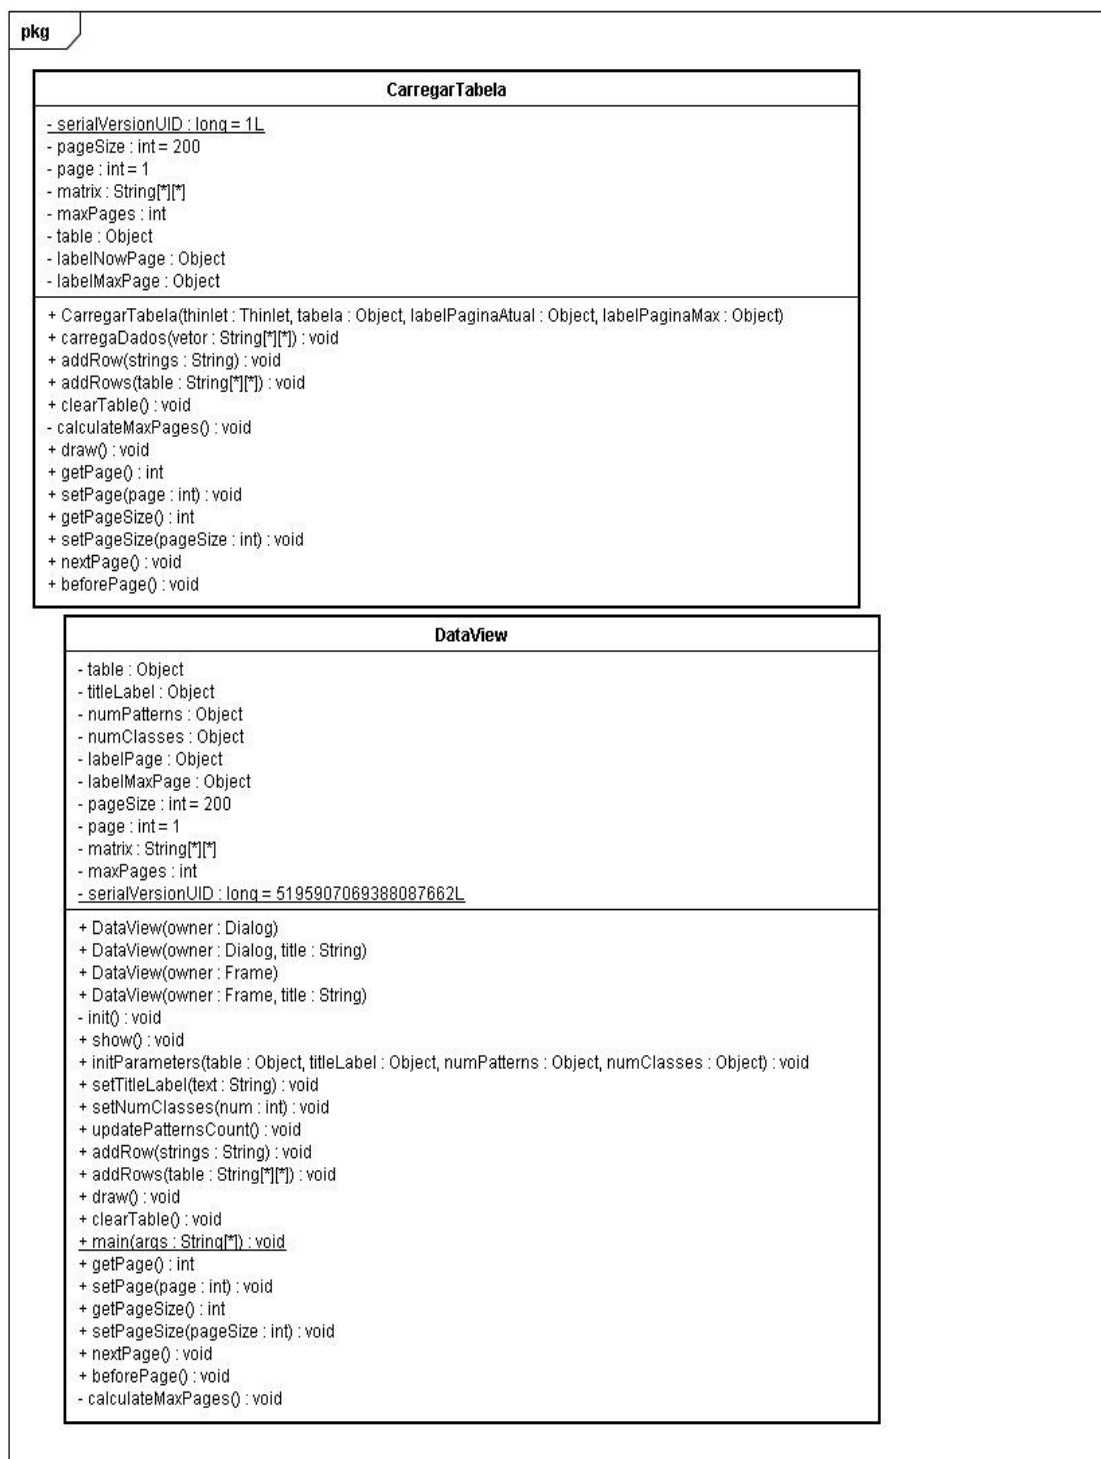 pkg
CarregarTabela
- serialVersionUID : long = 1L
- pageSize : int = 200
- page : int = 1
- matrix : String[*][*]
- maxPages : int
- table : Object
- labelNowPage : Object
- labelMaxPage : Object
+ CarregarTabela(thinlet : Thinlet, tabela : Object, labelPaginaAtual : Object, labelPaginaMax : Object)
+ carregaDados(vetor : String[*][*]) : void
+ addRow(strings : String) : void
+ addRows(table : String[*][*]) : void
+ clearTable() : void
- calculateMaxPages() : void
+ draw() : void
+ getPage() : int
+ setPage(page : int) : void
+ getPageSize() : int
+ setPageSize(pageSize : int) : void
+ nextPage() : void
+ beforePage() : void
DataView
- table : Object
- titleLabel : Object
- numPatterns : Object
- numClasses : Object
- labelPage : Object
- labelMaxPage : Object
- pageSize : int = 200
- page : int = 1
- matrix : String[*][*]
- maxPages : int
- serialVersionUID : long = 5195907069388087662L
+ DataView(owner : Dialog)
+ DataView(owner : Dialog, title : String)
+ DataView(owner : Frame)
+ DataView(owner : Frame, title : String)
- init() : void
+ show() : void
+ initParameters(table : Object, titleLabel : Object, numPatterns : Object, numClasses : Object) : void
+ setTitleLabel(text : String) : void
+ setNumClasses(num : int) : void
+ updatePatternsCount() : void
+ addRow(strings : String) : void
+ addRows(table : String[*][*]) : void
+ draw() : void
+ clearTable() : void
+ main(args : String[*]) : void
+ getPage() : int
+ setPage(page : int) : void
+ getPageSize() : int
+ setPageSize(pageSize : int) : void
+ nextPage() : void
+ beforePage() : void
- calculateMaxPages() : void